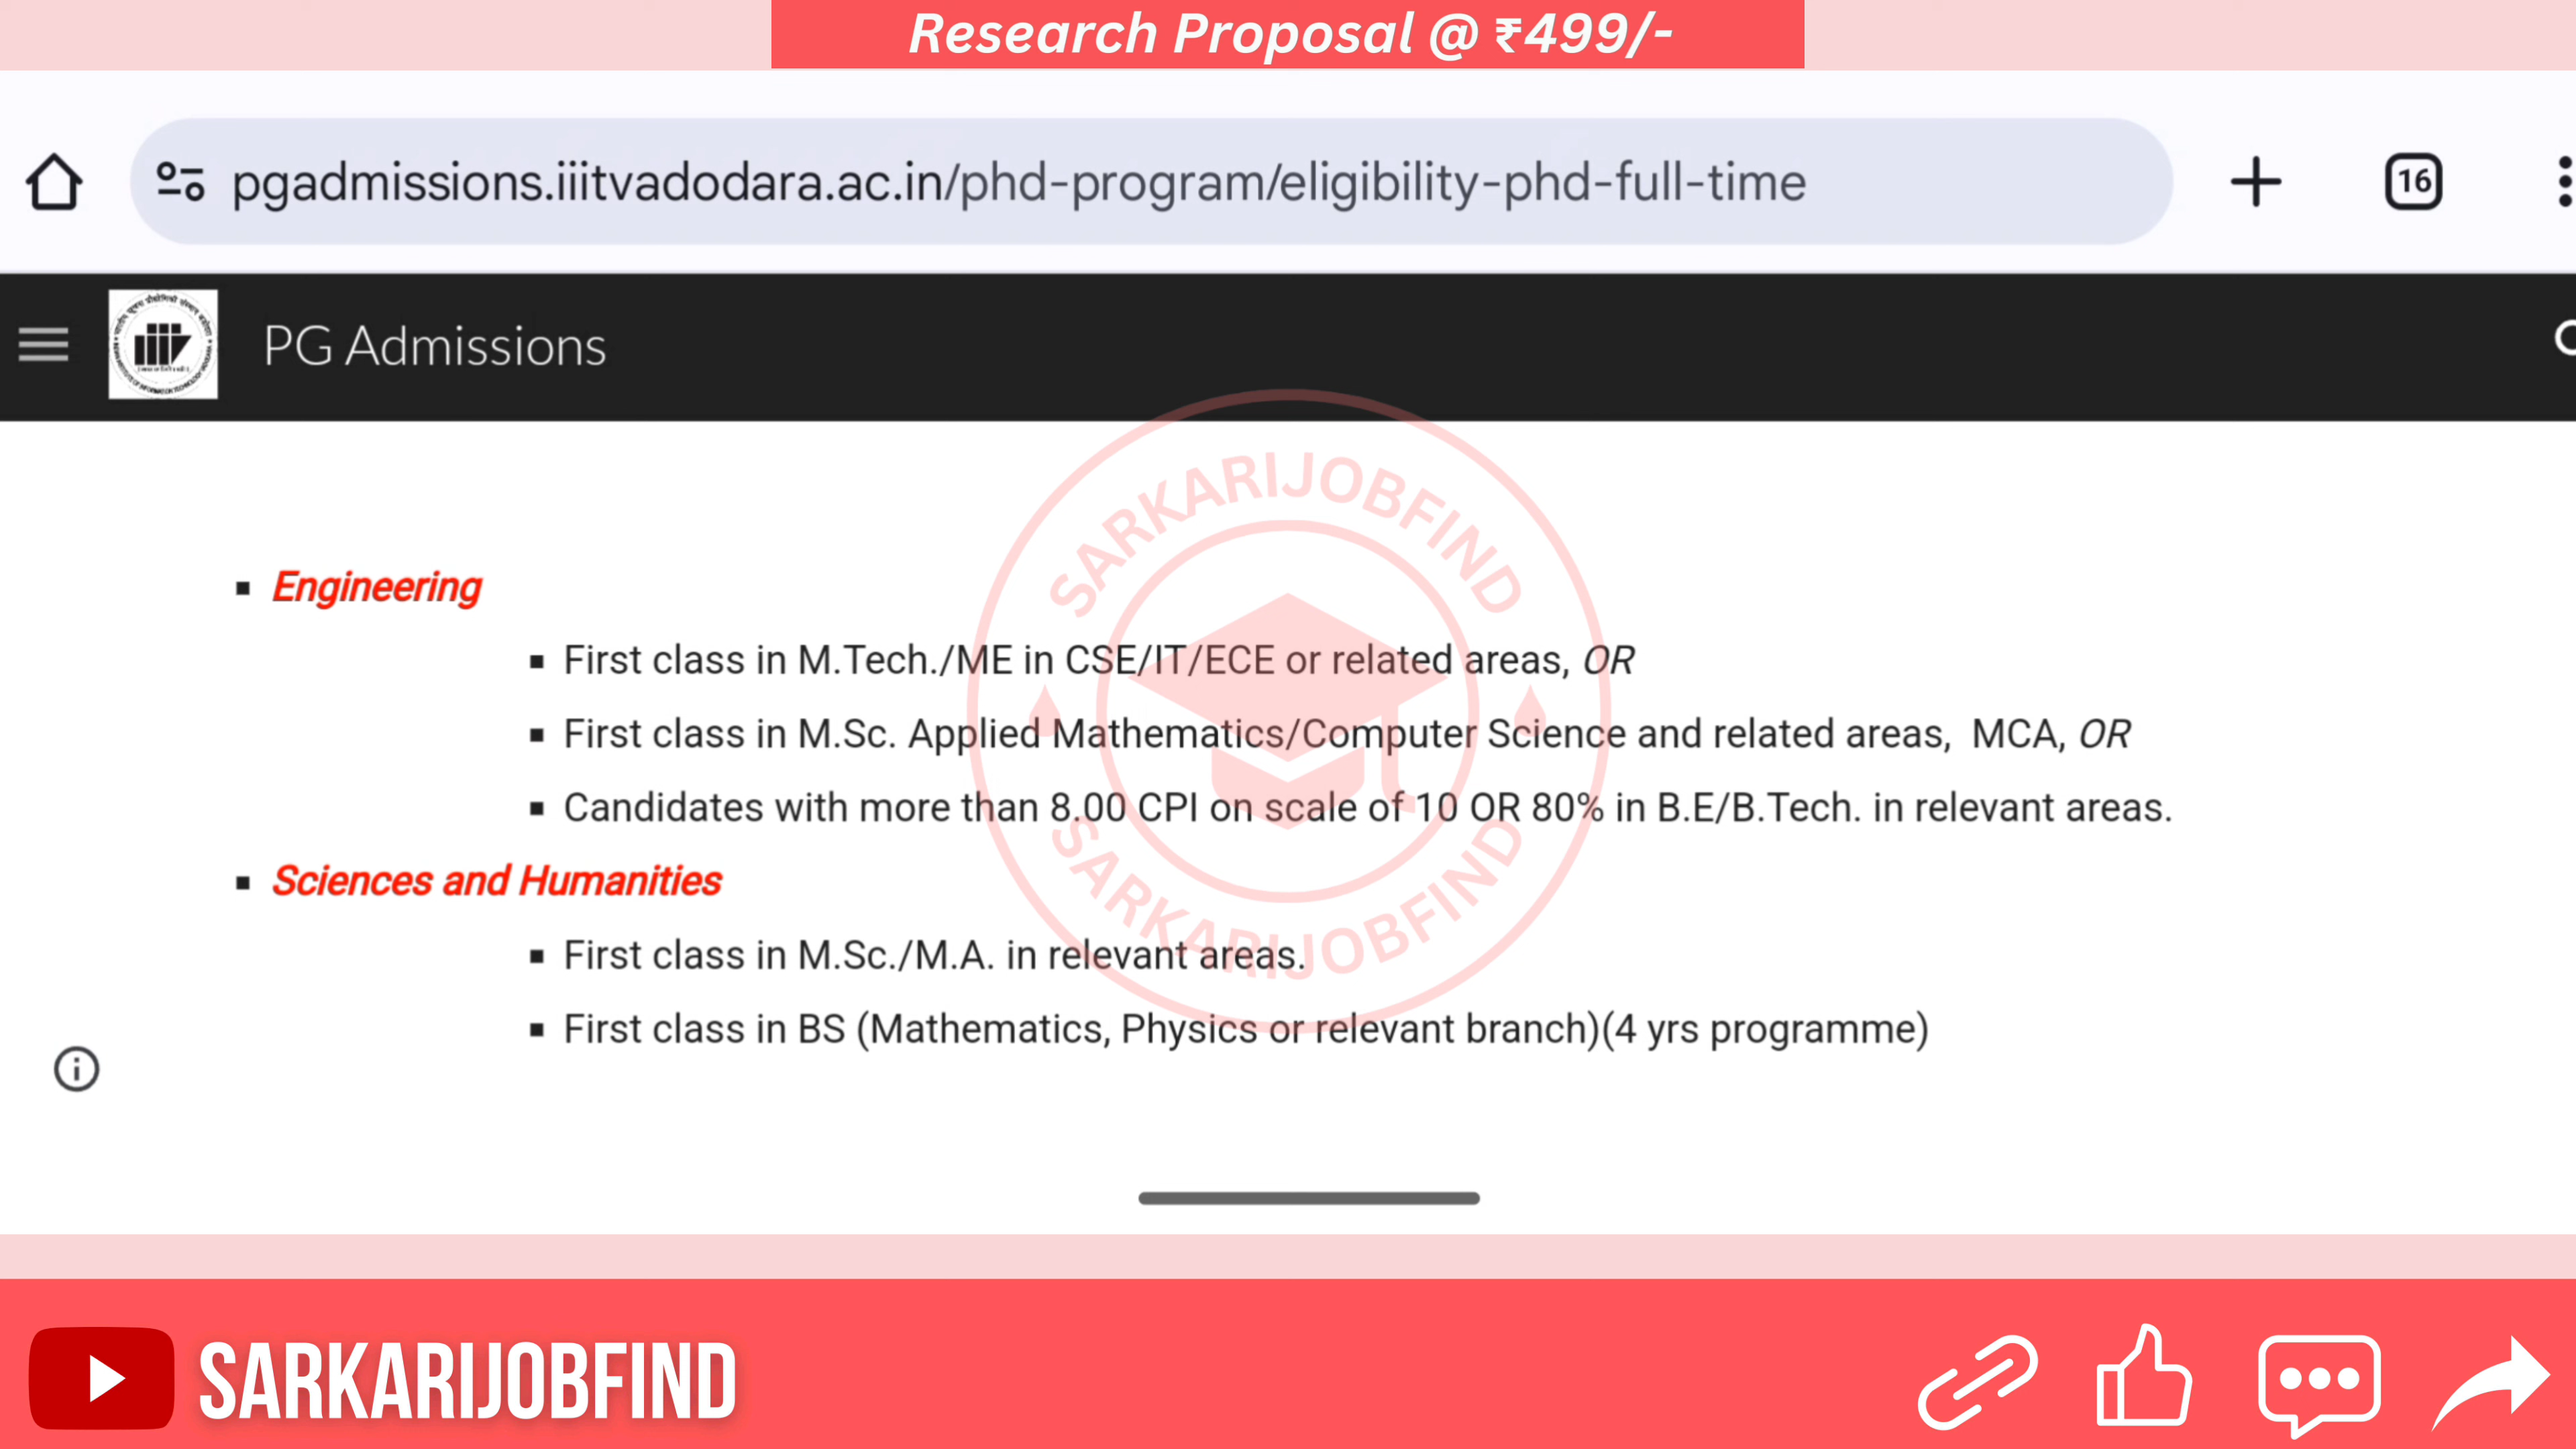 Research Proposal @ ₹499/-
pgadmissions.iiitvadodara.ac.in/phd-program/eligibility-phd-full-time
16
PG Admissions
SARKARIJOBFIND
Engineering
First class in M.Tech./ME in CSE/IT/ECE or related areas, OR
First class in M.Sc. Applied Mathematics/Computer Science and related areas,  MCA, OR
Candidates with more than 8.00 CPI on scale of 10 OR 80% in B.E/B.Tech. in relevant areas.
Sciences and Humanities
First class in M.Sc./M.A. in relevant areas.
First class in BS (Mathematics, Physics or relevant branch)(4 yrs programme)
SARKARIJOBFIND
SARKARIJOBFIND